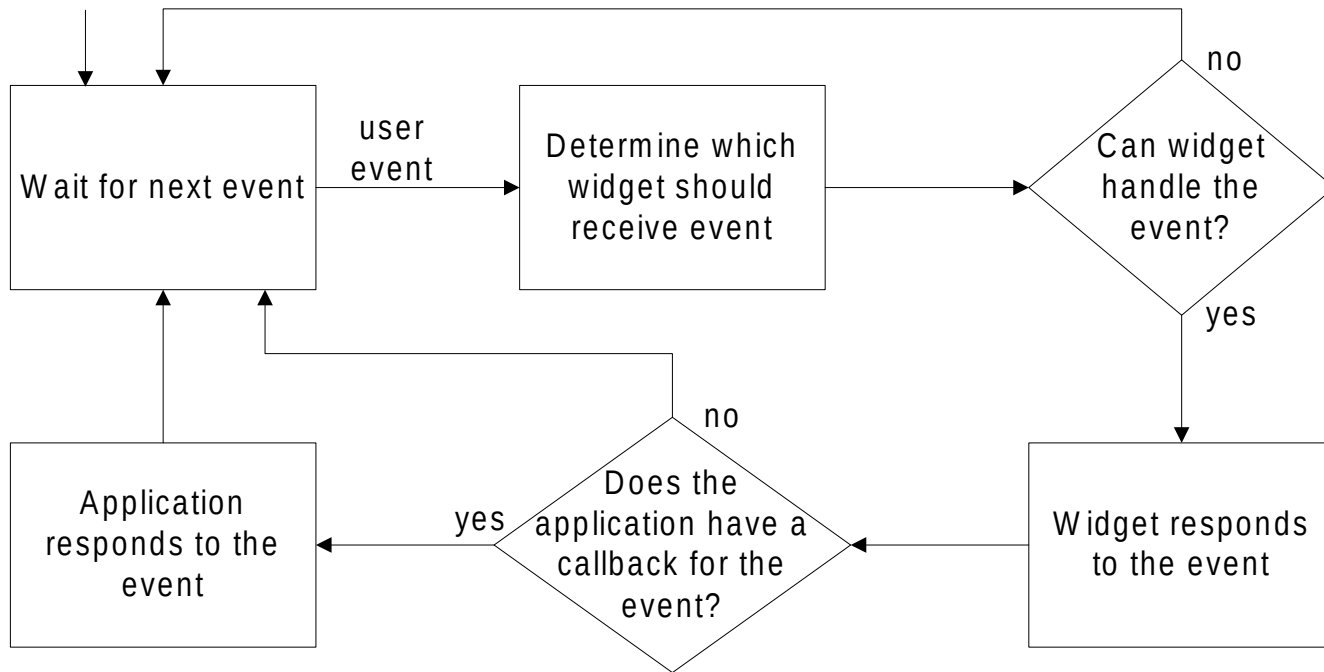 Wait for next event
user
event
Determine which
widget should
receive event
no
Can widget
handle the
event?
yes
Widget responds
to the event
no
Does the
application have a
callback for the
event?
yes
Application
responds to the
event